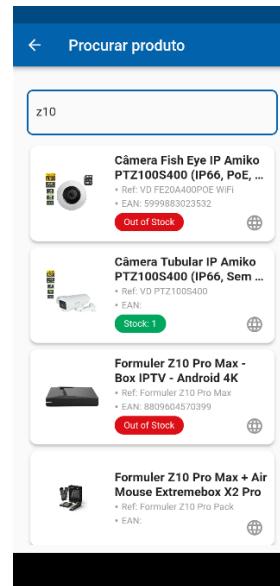 Procurar produto
z10
Câmera Fish Eye IP Amiko
PTZ100S400 (IP66, PoE, ...
• Ref: VD FE20A400POE WiFi
• EAN: 5999883023532
Out of Stock
Câmera Tubular IP Amiko
PTZ100S400 (IP66, Sem ...
• Ref: VD PTZ100S400
• EAN:
Stock: 1
Formuler Z10 Pro Max -
Box IPTV - Android 4K
• Ref: Formuler Z10 Pro Max
• EAN: 8809604570399
Out of Stock
Formuler Z10 Pro Max + Air
Mouse Extremebox X2 Pro
• Ref: Formuler Z10 Pro Pack
• EAN: